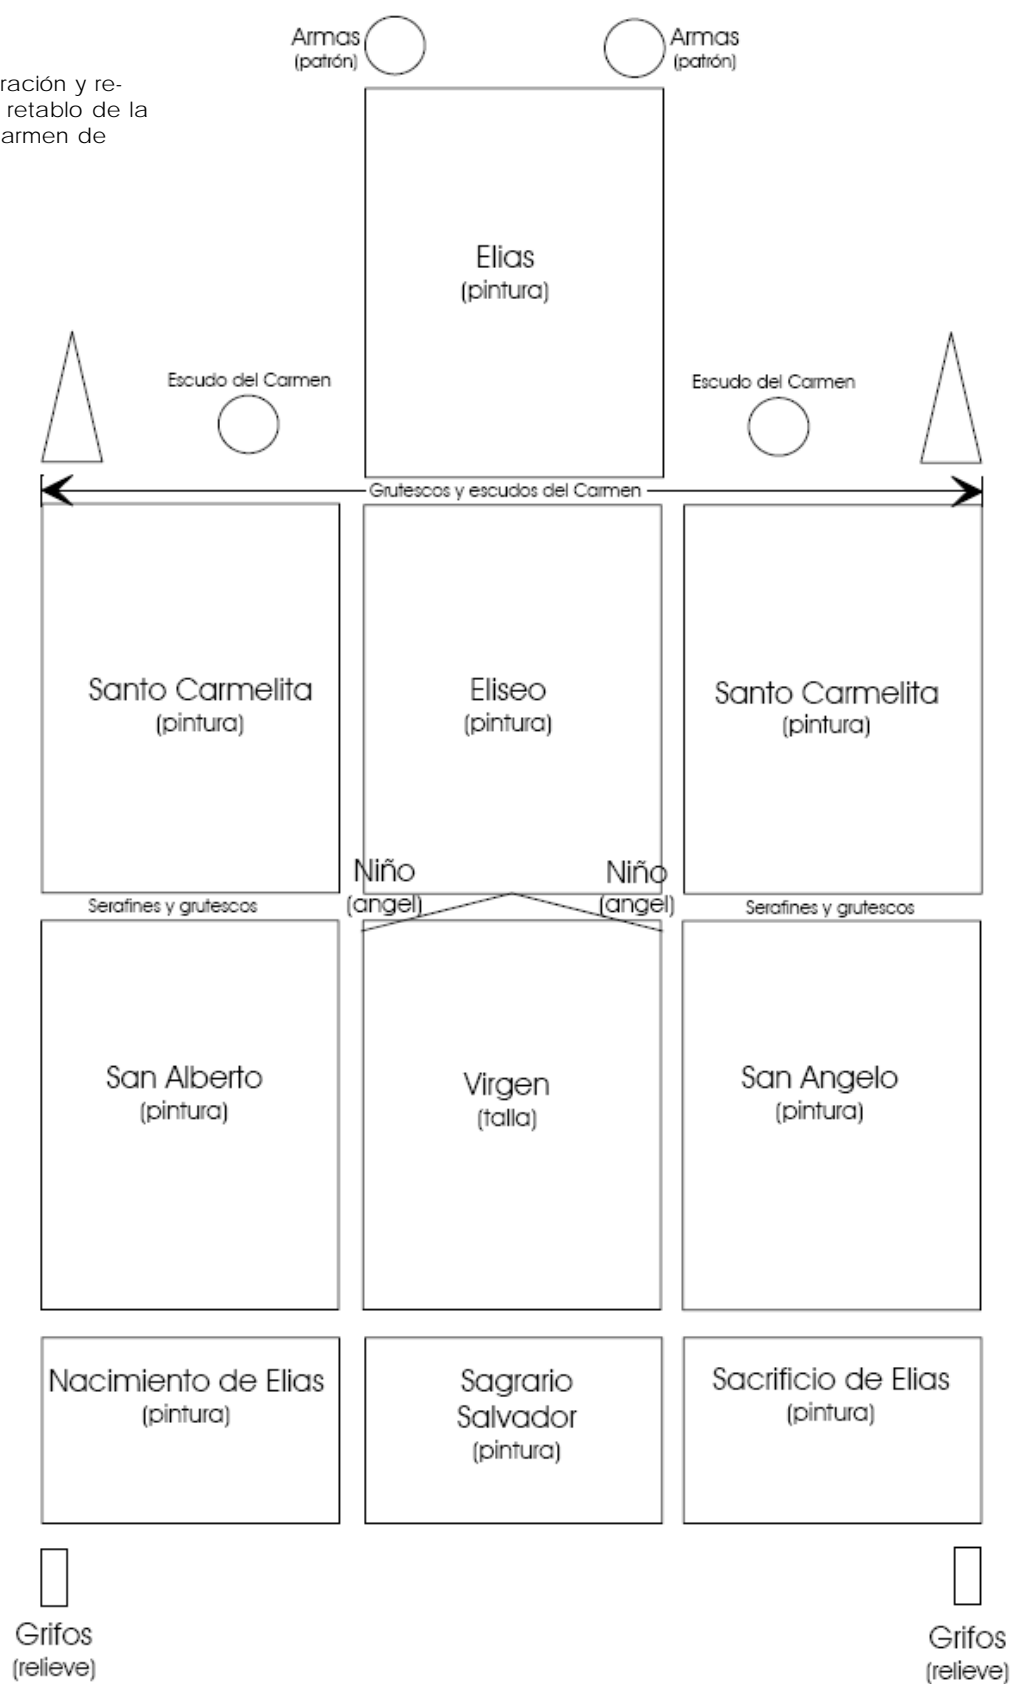 Armas
(patrón)
Armas
(patrón)
ración y re-
retablo de la
armen de
Elias
(pintura)
Escudo del Carmen
Escudo del Carmen
Grutescos y escudos del Carmen
Santo Carmelita
(pintura)
Eliseo
(pintura)
Santo Carmelita
(pintura)
Niño
(angel)
Niño
(angel)
Serafines y grutescos
Serafines y grutescos
San Alberto
(pintura)
Virgen
(talla)
San Angelo
(pintura)
Nacimiento de Elias
(pintura)
Sagrario
Salvador
(pintura)
Sacrificio de Elias
(pintura)
Grifos
(relieve)
Grifos
(relieve)